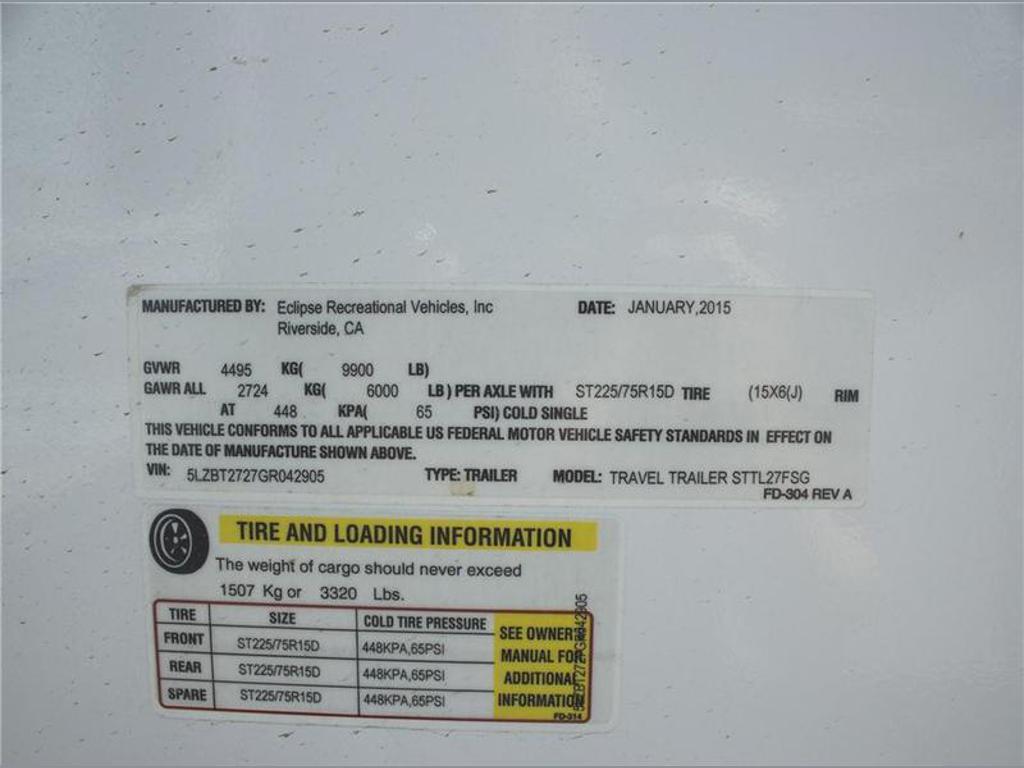 MANUFACTURED BY: Eclipse Recreational Vehicles, Inc DATE: JANUARY,2015
Riverside, CA
GVWR 4495 KG( 9900 LB)
GAWR ALL 2724 KG( 6000 LB ) PER AXLE WITH ST225/75R15D TIRE (15X6(J) RIM
AT 448 KPA( 65 PSI) COLD SINGLE
THIS VEHICLE CONFORMS TO ALL APPLICABLE US FEDERAL MOTOR VEHICLE SAFETY STANDARDS IN EFFECT ON
THE DATE OF MANUFACTURE SHOWN ABOVE.
VIN: 5LZBT2727GR042905 TYPE: TRAILER MODEL: TRAVEL TRAILER STTL27FSG
FD-304 REV A
TIRE AND LOADING INFORMATION
The weight of cargo should never exceed
1507 Kg or 3320 Lbs.
TIRE SIZE COLD TIRE PRESSURE
FRONT ST225/75R15D 448KPA,65PSI
REAR ST225/75R15D 448KPA,65PSI
SPARE ST225/75R15D 448KPA,65PSI
SEE OWNERS
MANUAL FOR
ADDITIONAL
INFORMATION
5LZBT2727GR042905
FD-314